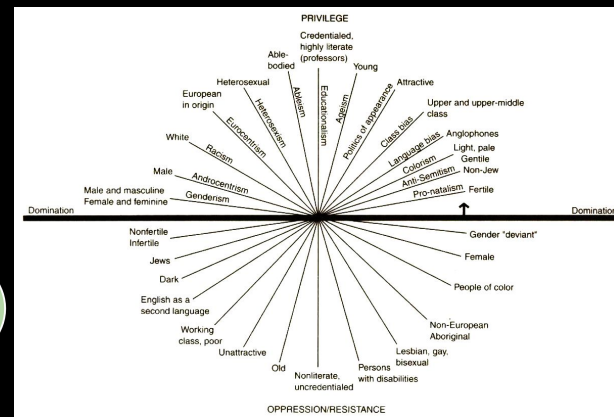 PRIVILEGE
Credentialed,
highly literate
(professors)
Able-
bodied
Young
Heterosexual
Attractive
European
in origin
Upper and upper-middle
class
White
Anglophones
Light, pale
Gentile
Non-Jew
Male
Fertile
Male and masculine
Female and feminine
Genderism
Androcentrism
Racism
Eurocentrism
Heterosexism
Ableism
Educationalism
Ageism
Politics of appearance
Class bias
Language bias
Colorism
Anti-Semitism
Pro-natalism
Domination
Domination
Nonfertile
Infertile
Jews
Dark
English as a
second language
Working
class, poor
Unattractive
Old
Nonliterate,
uncredentialed
Persons
with disabilities
Lesbian, gay,
bisexual
Non-European
Aboriginal
People of color
Female
Gender "deviant"
OPPRESSION/RESISTANCE